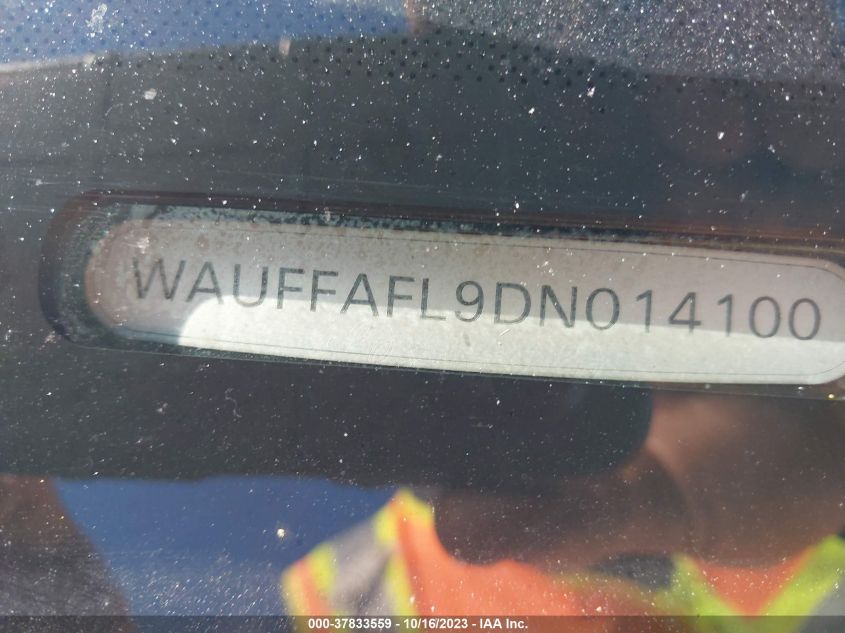 WAUFFAFL9DN014100
000-37833559 - 10/16/2023 - IAA Inc.